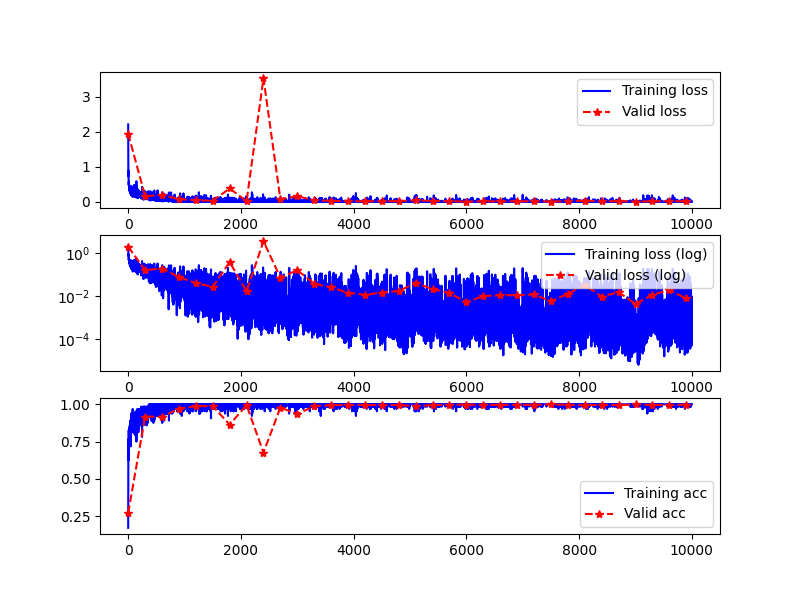 3
2
1
0
Training loss
Valid loss
0 2000 4000 6000 8000 10000
10^0
10^-2
10^-4
Training loss (log)
Valid loss (log)
0 2000 4000 6000 8000 10000
1.00
0.75
0.50
0.25
Training acc
Valid acc
0 2000 4000 6000 8000 10000